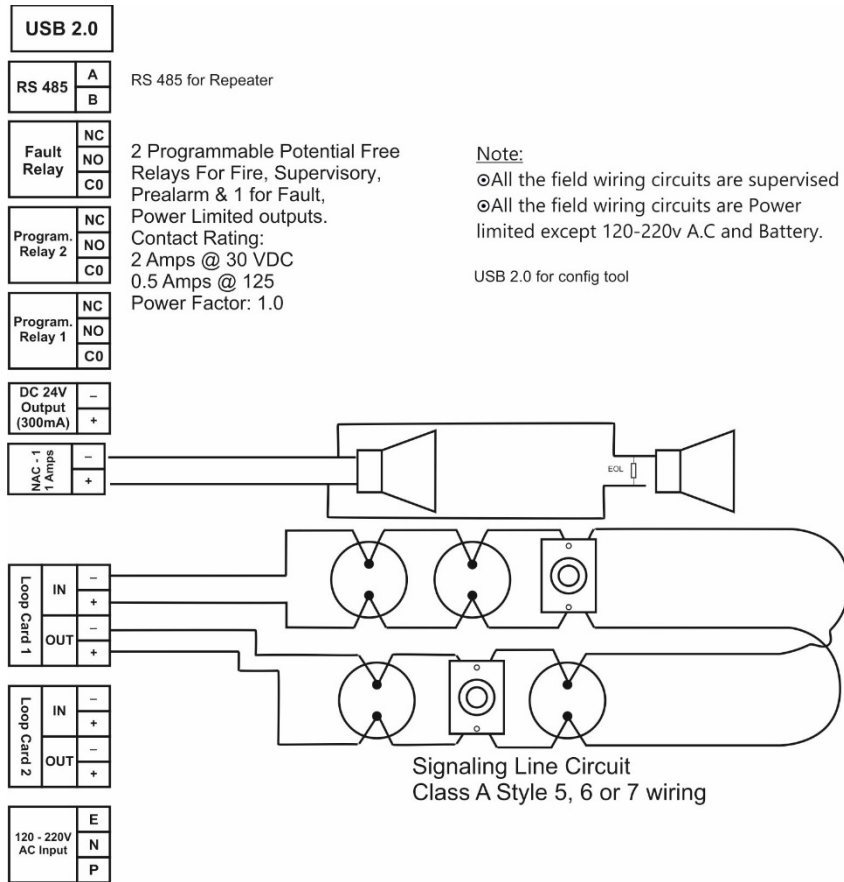 USB 2.0
RS 485
A
B
RS 485 for Repeater
Fault
Relay
NC
NO
C0
2 Programmable Potential Free
Relays For Fire, Supervisory,
Prealarm & 1 for Fault,
Power Limited outputs.
Contact Rating:
2 Amps @ 30 VDC
0.5 Amps @ 125
Power Factor: 1.0
Note:
⊙All the field wiring circuits are supervised
⊙All the field wiring circuits are Power
limited except 120-220v A.C and Battery.
USB 2.0 for config tool
Program.
Relay 2
NC
NO
C0
Program.
Relay 1
NC
NO
C0
DC 24V
Output
(300mA)
–
+
NAC - 1
1 Amps
–
+
EOL
Loop Card 1
IN
–
+
OUT
–
+
Loop Card 2
IN
–
+
OUT
–
+
Signaling Line Circuit
Class A Style 5, 6 or 7 wiring
120 - 220V
AC Input
E
N
P